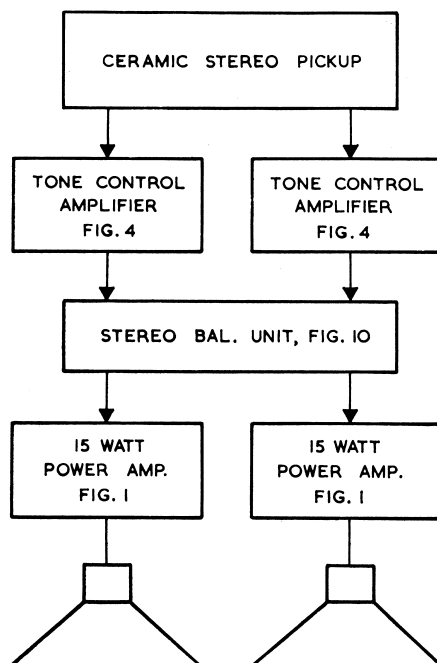 CERAMIC STEREO PICKUP
TONE CONTROL
AMPLIFIER
FIG. 4
TONE CONTROL
AMPLIFIER
FIG. 4
STEREO BAL. UNIT, FIG. 10
15 WATT
POWER AMP.
FIG. 1
15 WATT
POWER AMP.
FIG. 1